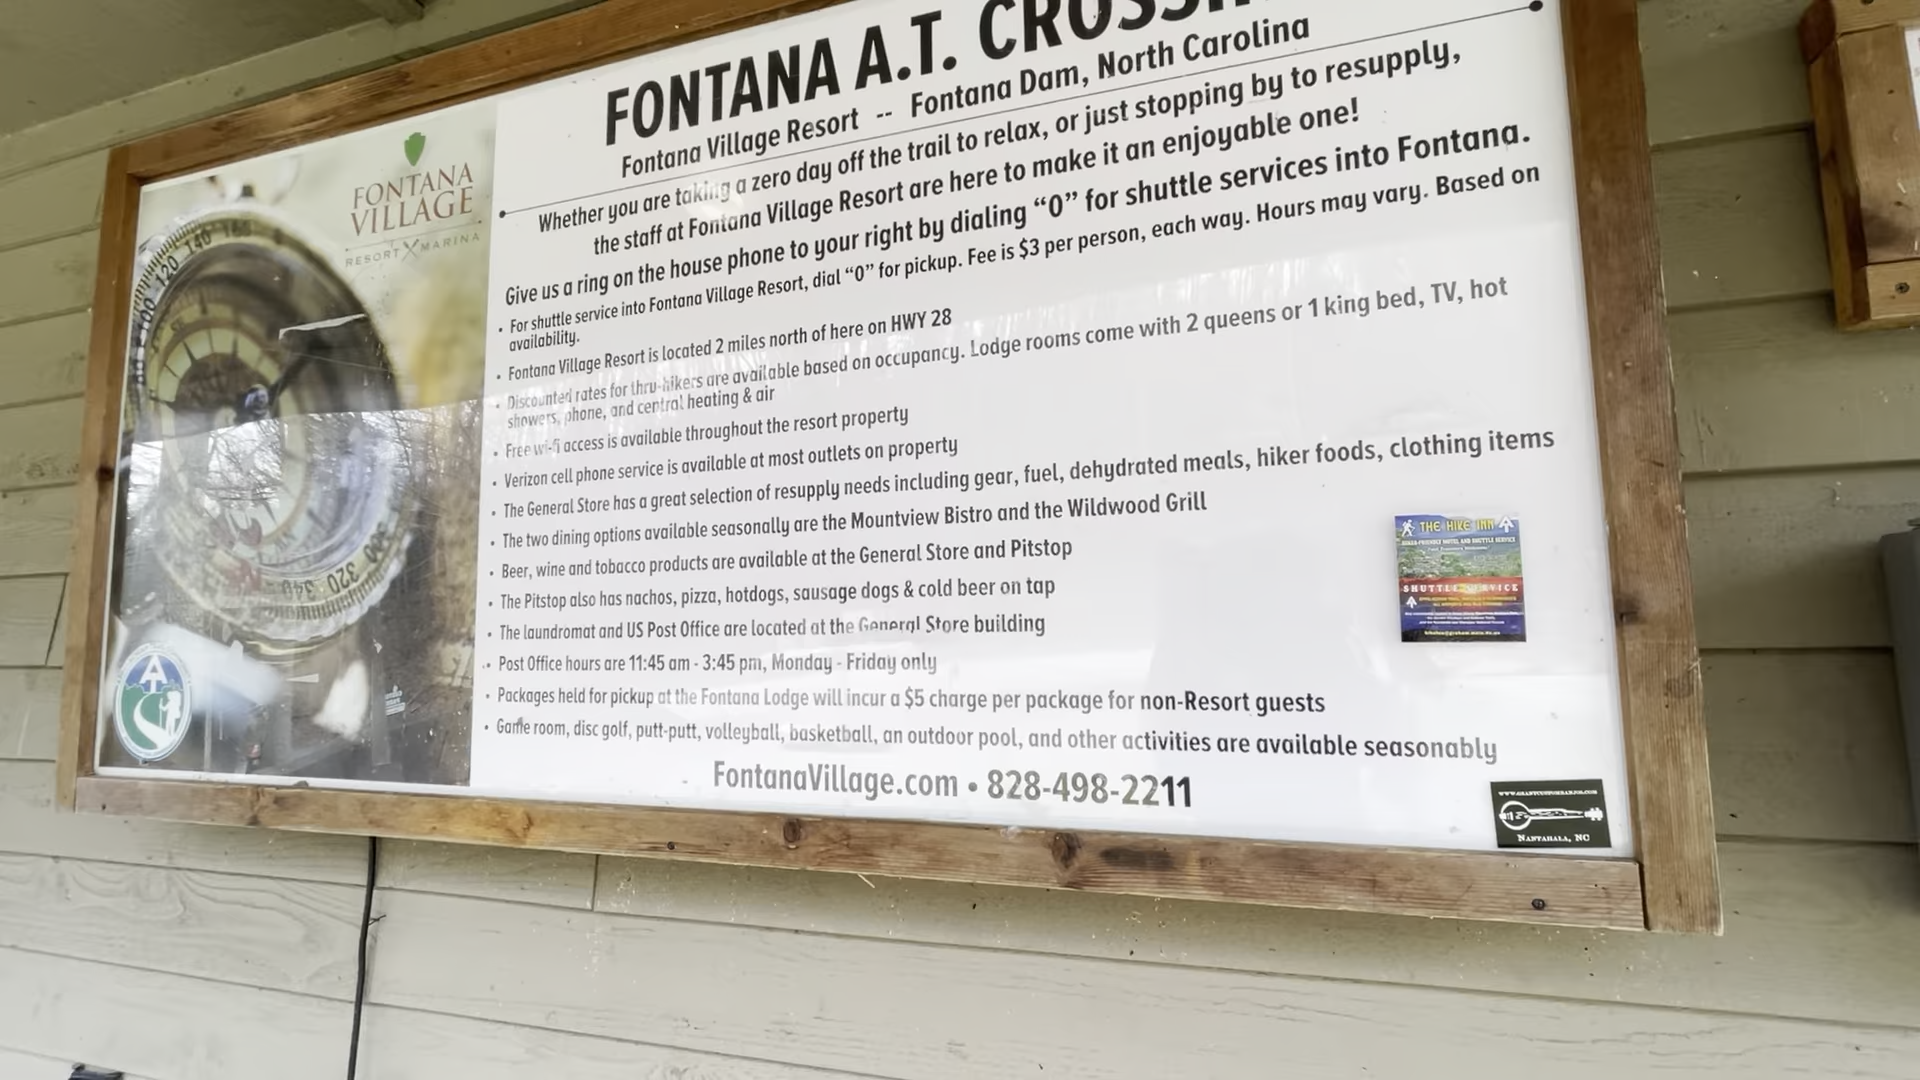 FONTANA A.T.
Fontana Village Resort -- Fontana Dam, North Carolina
Whether you are taking a zero day off the trail to relax, or just stopping by to resupply,
the staff at Fontana Village Resort are here to make it an enjoyable one!
Give us a ring on the house phone to your right by dialing “0” for shuttle services into Fontana.
• For shuttle service into Fontana Village Resort, dial “0” for pickup. Fee is $3 per person, each way. Hours may vary. Based on
availability.
• Fontana Village Resort is located 2 miles north of here on HWY 28
• Discounted rates for thru-hikers are available based on occupancy. Lodge rooms come with 2 queens or 1 king bed, TV, hot
showers, phone, and central heating & air
• Free wi-fi access is available throughout the resort property
• Verizon cell phone service is available at most outlets on property
• The General Store has a great selection of resupply needs including gear, fuel, dehydrated meals, hiker foods, clothing items
• The two dining options available seasonally are the Mountview Bistro and the Wildwood Grill
• Beer, wine and tobacco products are available at the General Store and Pitstop
• The Pitstop also has nachos, pizza, hotdogs, sausage dogs & cold beer on tap
• The laundromat and US Post Office are located at the General Store building
• Post Office hours are 11:45 am - 3:45 pm, Monday - Friday only
• Packages held for pickup at the Fontana Lodge will incur a $5 charge per package for non-Resort guests
• Game room, disc golf, putt-putt, volleyball, basketball, an outdoor pool, and other activities are available seasonably
FontanaVillage.com • 828-498-2211
FONTANA
VILLAGE
RESORT MARINA
140 160
120
100
300
320
340
THE HIKE INN
HIKER-FRIENDLY MOTEL AND SHUTTLE SERVICE
SHUTTLE SERVICE
NANTAHALA, NC